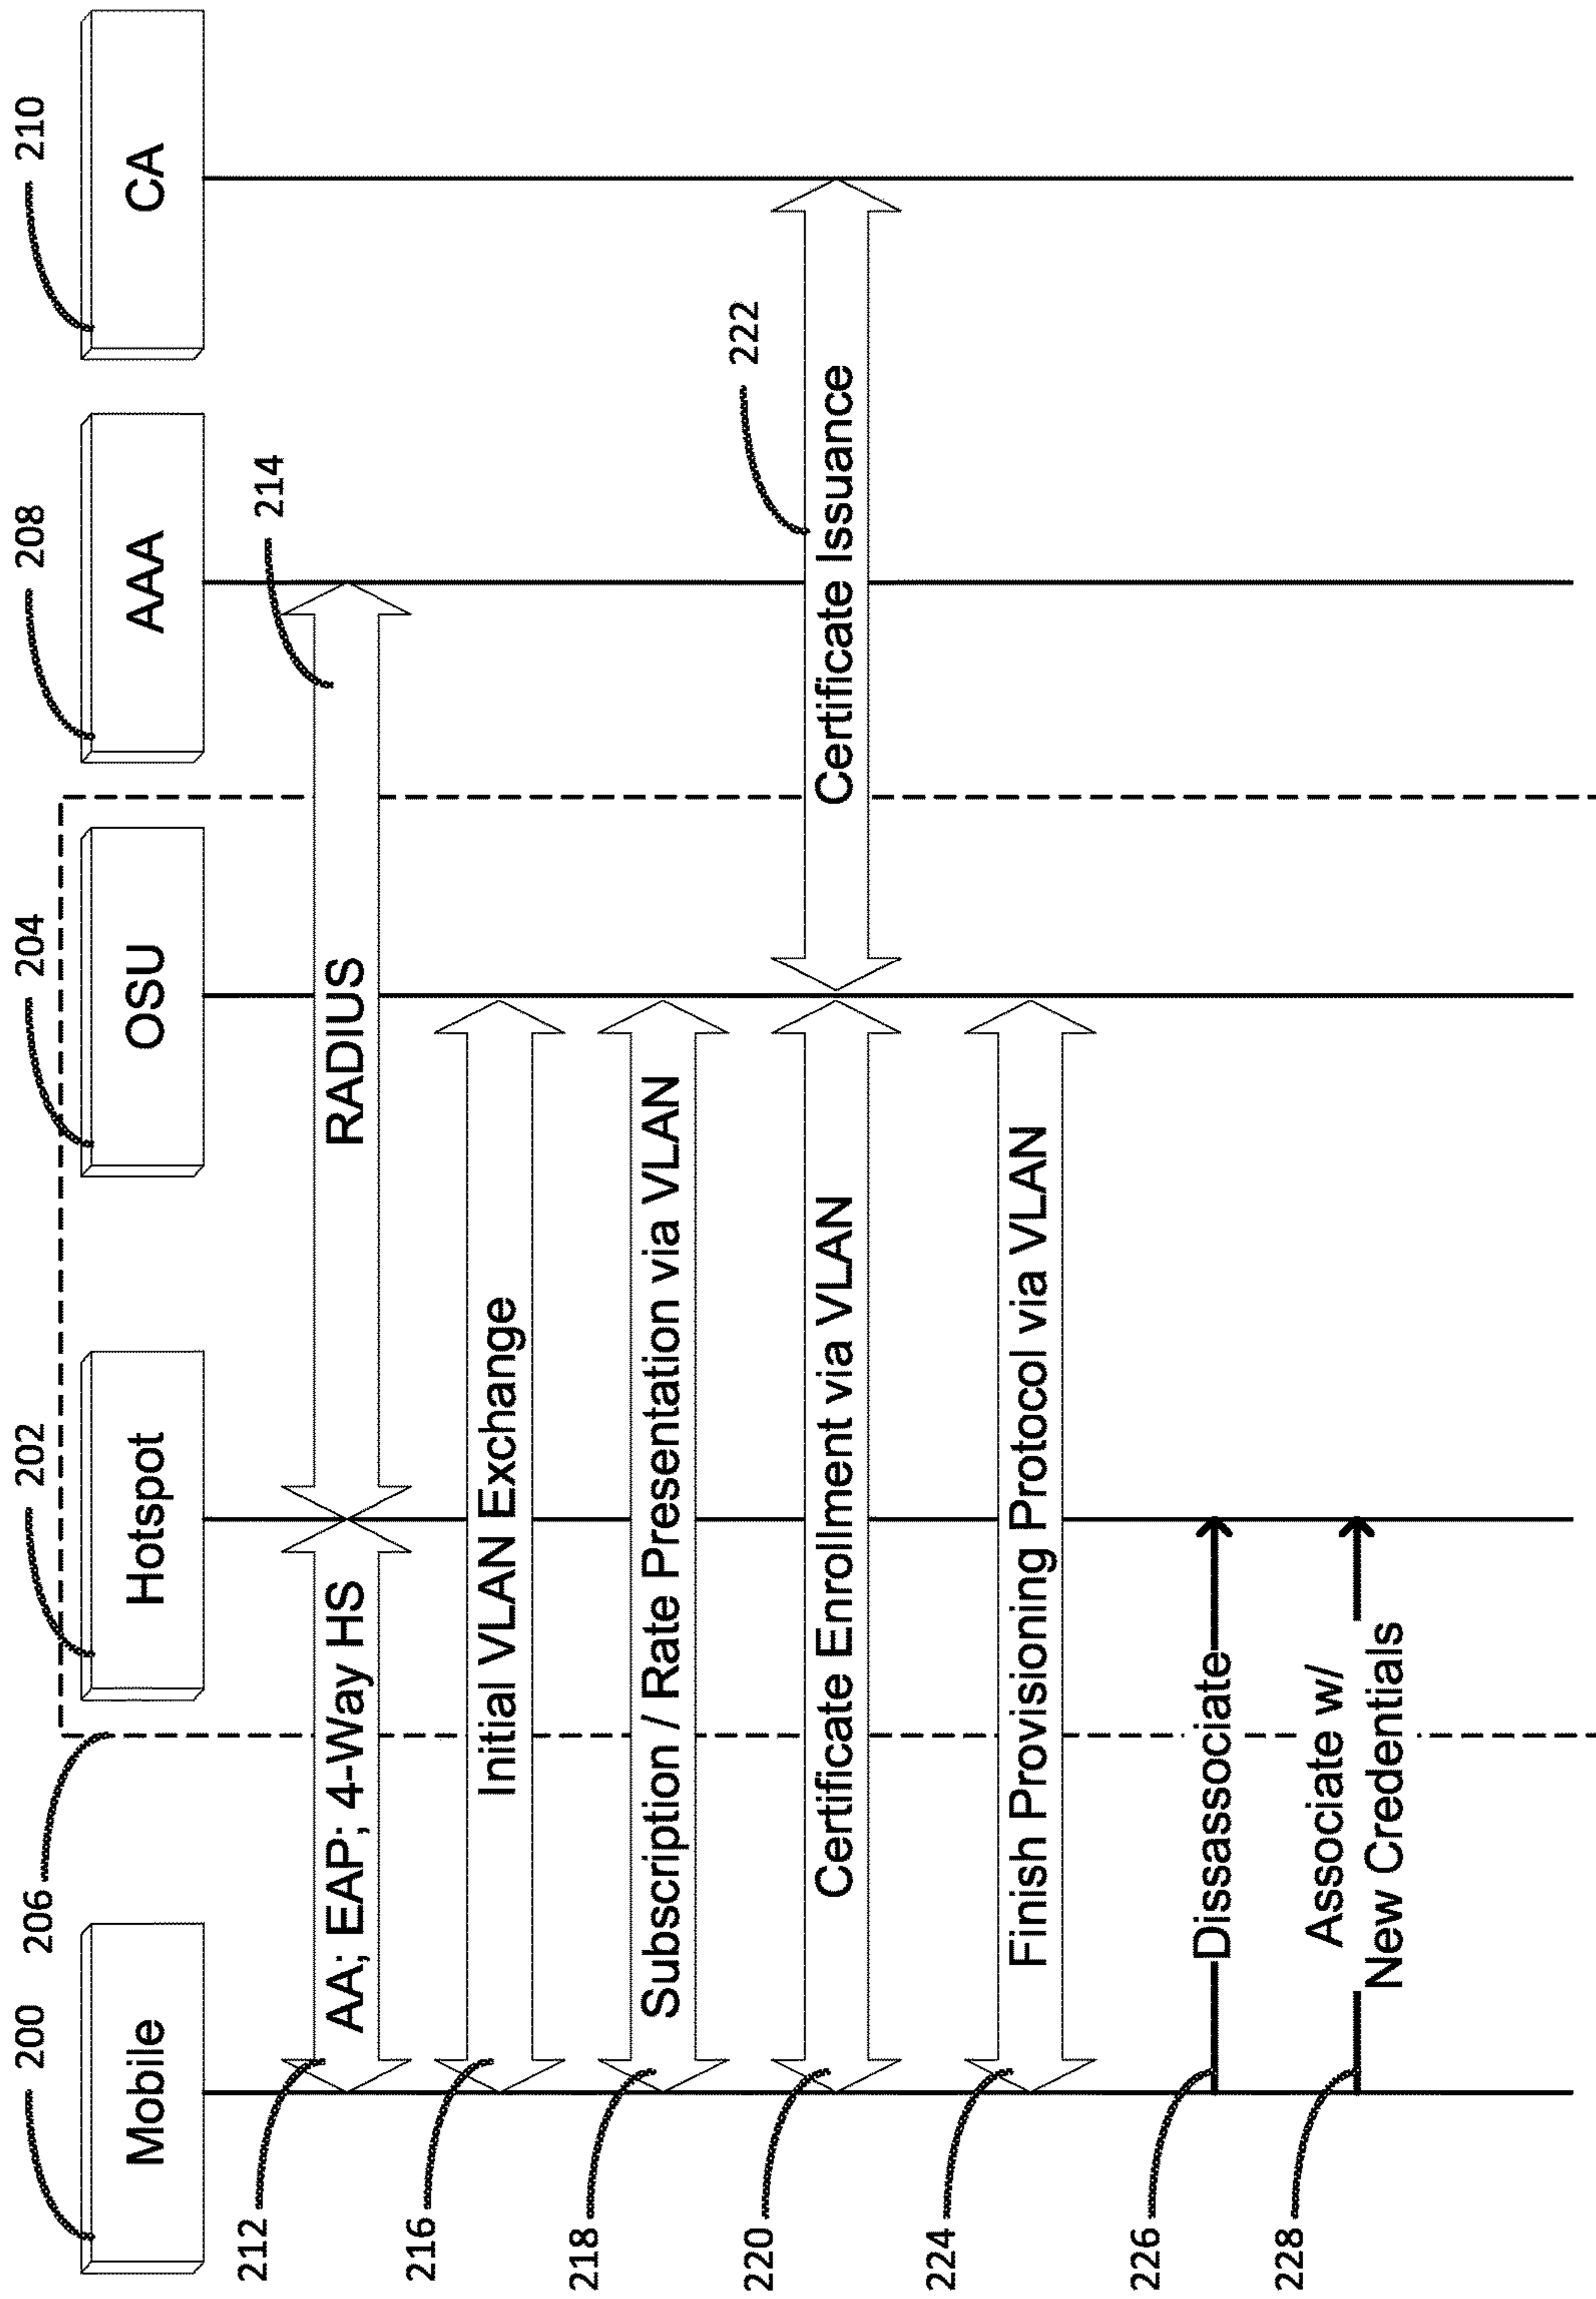 200
206
202
204
208
210
Mobile
Hotspot
OSU
AAA
CA
212
AA; EAP; 4-Way HS
RADIUS
214
216
Initial VLAN Exchange
218
Subscription / Rate Presentation via VLAN
220
Certificate Enrollment via VLAN
Certificate Issuance
222
224
Finish Provisioning Protocol via VLAN
226
Dissassociate
228
Associate w/
New Credentials